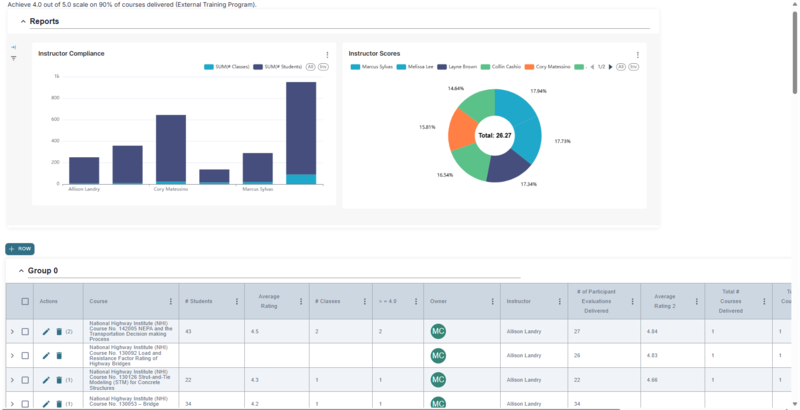 Achieve 4.0 out of 5.0 scale on 90% of courses delivered (External Training Program).
Reports
Instructor Compliance
SUM(# Classes) SUM(# Students) All Inv
1k
800
600
400
200
0
Allison Landry Cory Matessino Marcus Sylvas
Instructor Scores
Marcus Sylvas Melissa Lee Layne Brown Collin Cashio Cory Matessino 1/2 All Inv
14.64% 17.94%
15.81% Total: 26.27 17.73%
16.54% 17.34%
+ ROW
Group 0
Actions Course # Students Average Rating # Classes > = 4.0 Owner Instructor # of Participant Evaluations Delivered Average Rating 2 Total # Courses Delivered
National Highway Institute (NHI)
Course No. 142005 NEPA and the
Transportation Decision making
Process
(2) 43 4.5 2 2 MC Allison Landry 27 4.84 1 1
National Highway Institute (NHI)
Course No. 130092 Load and
Resistance Factor Rating of
Highway Bridges
MC Allison Landry 26 4.83 1 1
National Highway Institute (NHI)
Course No. 130126 Strut-and-Tie
Modeling (STM) for Concrete
Structures
(1) 22 4.3 1 1 MC Allison Landry 22 4.66 1 1
National Highway Institute (NHI)
Course No. 130053 – Bridge
(1) 34 4.2 1 1 MC Allison Landry 34